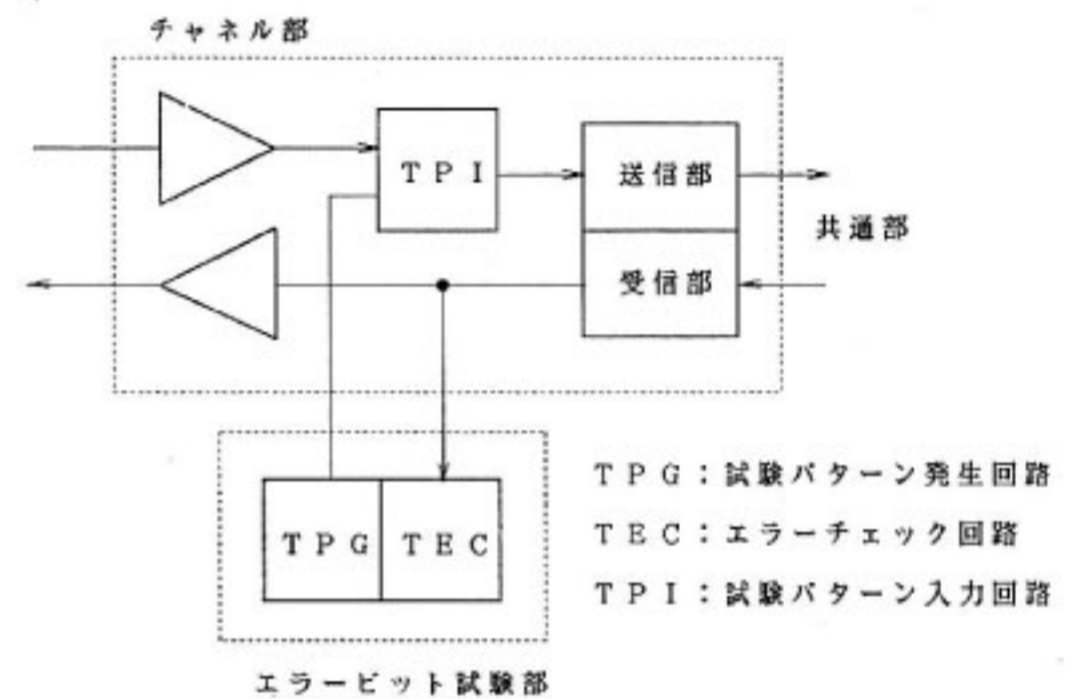 チャネル部
TPI
送信部
共通部
受信部
TPG
TEC
TPG：試験パターン発生回路
TEC：エラーチェック回路
TPI：試験パターン入力回路
エラービット試験部